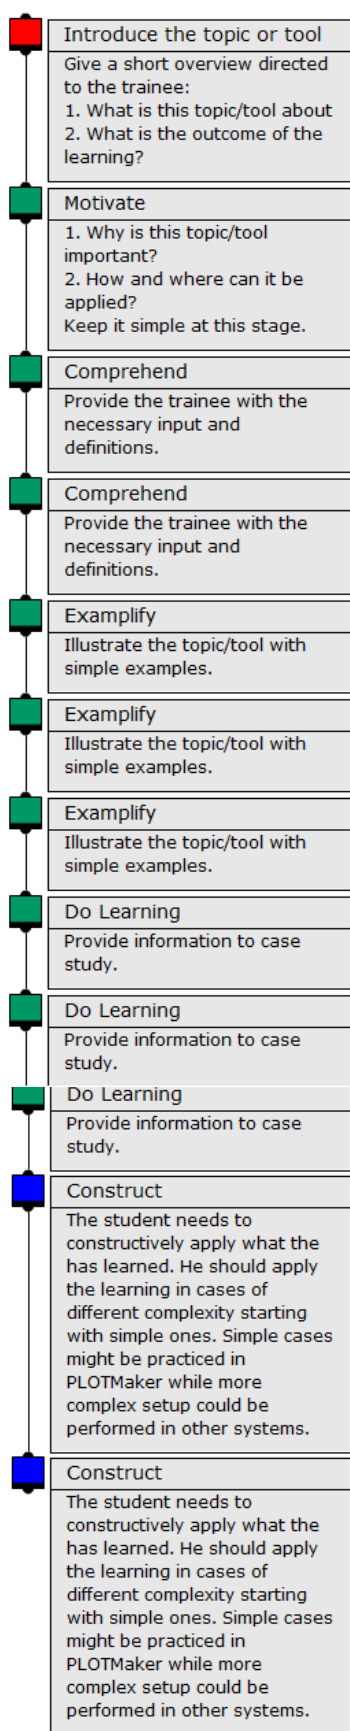 Introduce the topic or tool
Give a short overview directed
to the trainee:
1. What is this topic/tool about
2. What is the outcome of the
learning?
Motivate
1. Why is this topic/tool
important?
2. How and where can it be
applied?
Keep it simple at this stage.
Comprehend
Provide the trainee with the
necessary input and
definitions.
Comprehend
Provide the trainee with the
necessary input and
definitions.
Examplify
Illustrate the topic/tool with
simple examples.
Examplify
Illustrate the topic/tool with
simple examples.
Examplify
Illustrate the topic/tool with
simple examples.
Do Learning
Provide information to case
study.
Do Learning
Provide information to case
study.
Do Learning
Provide information to case
study.
Construct
The student needs to
constructively apply what the
has learned. He should apply
the learning in cases of
different complexity starting
with simple ones. Simple cases
might be practiced in
PLOTMaker while more
complex setup could be
performed in other systems.
Construct
The student needs to
constructively apply what the
has learned. He should apply
the learning in cases of
different complexity starting
with simple ones. Simple cases
might be practiced in
PLOTMaker while more
complex setup could be
performed in other systems.